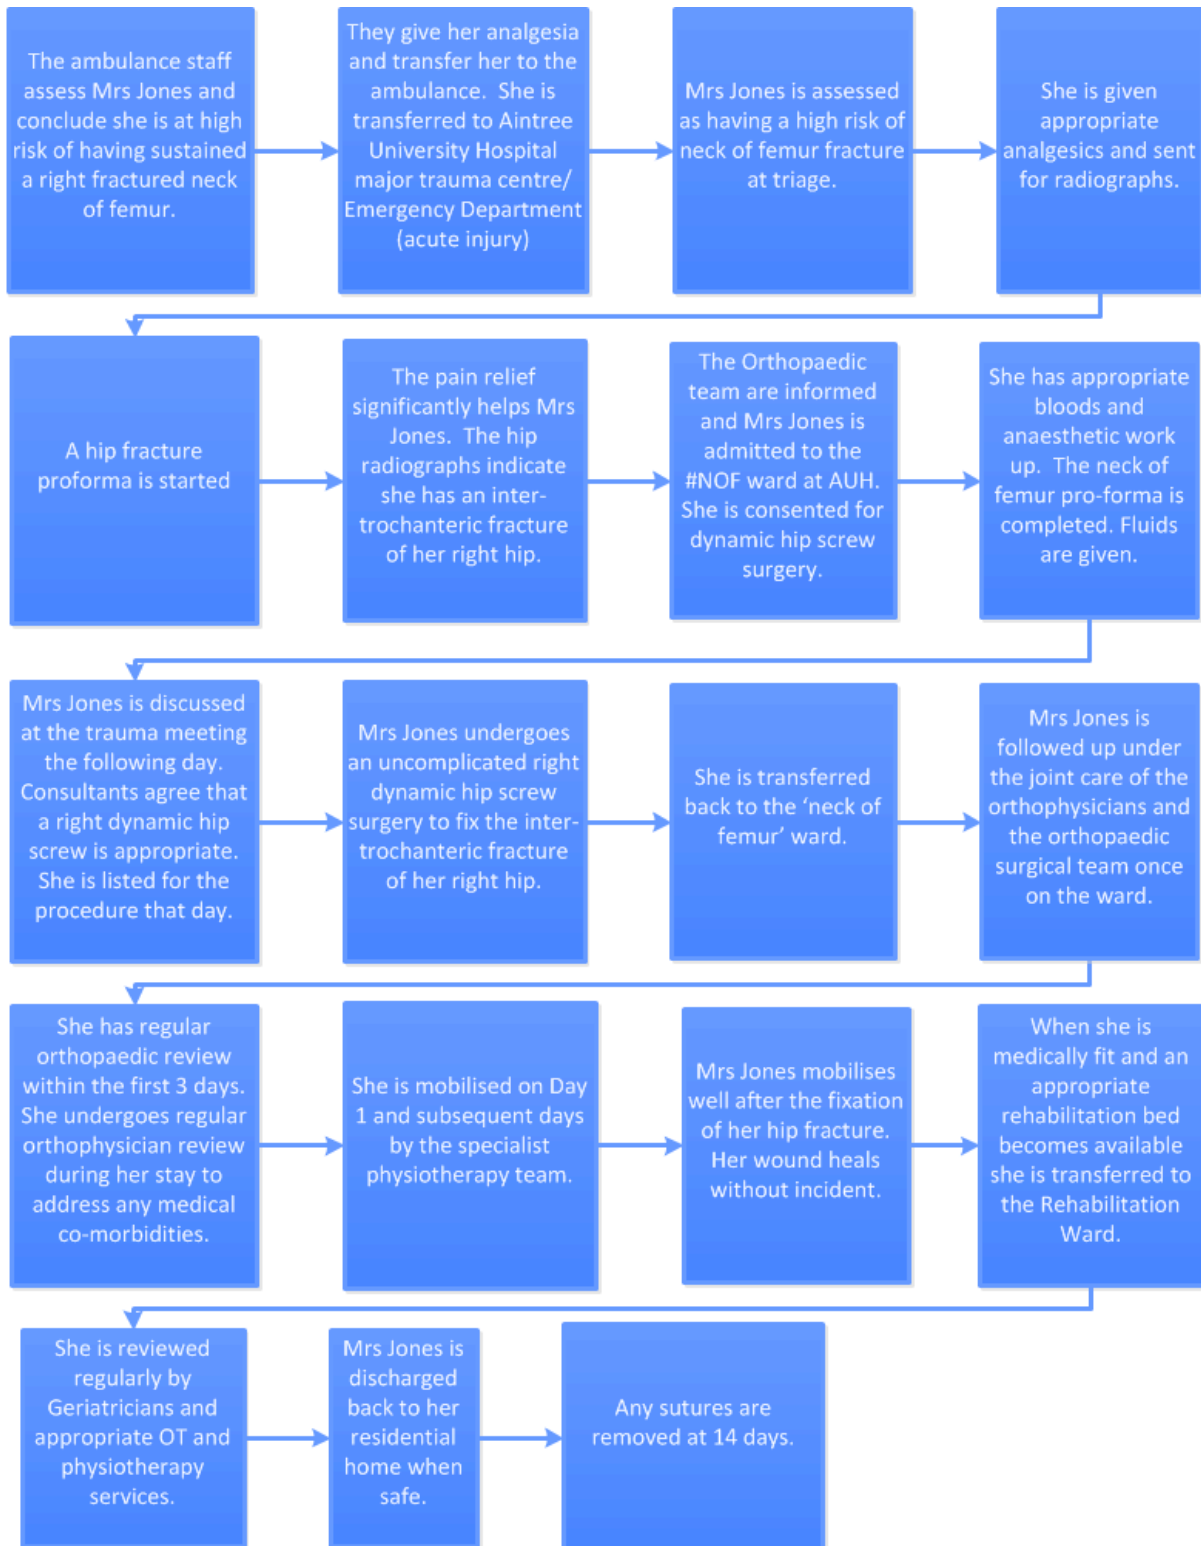 The ambulance staff
assess Mrs Jones and
conclude she is at high
risk of having sustained
a right fractured neck
of femur.
They give her analgesia
and transfer her to the
ambulance. She is
transferred to Aintree
University Hospital
major trauma centre/
Emergency Department
(acute injury)
Mrs Jones is assessed
as having a high risk of
neck of femur fracture
at triage.
She is given
appropriate
analgesics and sent
for radiographs.
A hip fracture
proforma is started
The pain relief
significantly helps Mrs
Jones. The hip
radiographs indicate
she has an inter-
trochanteric fracture
of her right hip.
The Orthopaedic
team are informed
and Mrs Jones is
admitted to the
#NOF ward at AUH.
She is consented for
dynamic hip screw
surgery.
She has appropriate
bloods and
anaesthetic work
up. The neck of
femur pro-forma is
completed. Fluids
are given.
Mrs Jones is discussed
at the trauma meeting
the following day.
Consultants agree that
a right dynamic hip
screw is appropriate.
She is listed for the
procedure that day.
Mrs Jones undergoes
an uncomplicated right
dynamic hip screw
surgery to fix the inter-
trochanteric fracture
of her right hip.
She is transferred
back to the ‘neck of
femur’ ward.
Mrs Jones is
followed up under
the joint care of the
orthophysicians and
the orthopaedic
surgical team once
on the ward.
She has regular
orthopaedic review
within the first 3 days.
She undergoes regular
orthophysician review
during her stay to
address any medical
co-morbidities.
She is mobilised on Day
1 and subsequent days
by the specialist
physiotherapy team.
Mrs Jones mobilises
well after the fixation
of her hip fracture.
Her wound heals
without incident.
When she is
medically fit and an
appropriate
rehabilitation bed
becomes available
she is transferred to
the Rehabilitation
Ward.
She is reviewed
regularly by
Geriatricians and
appropriate OT and
physiotherapy
services.
Mrs Jones is
discharged
back to her
residential
home when
safe.
Any sutures are
removed at 14 days.